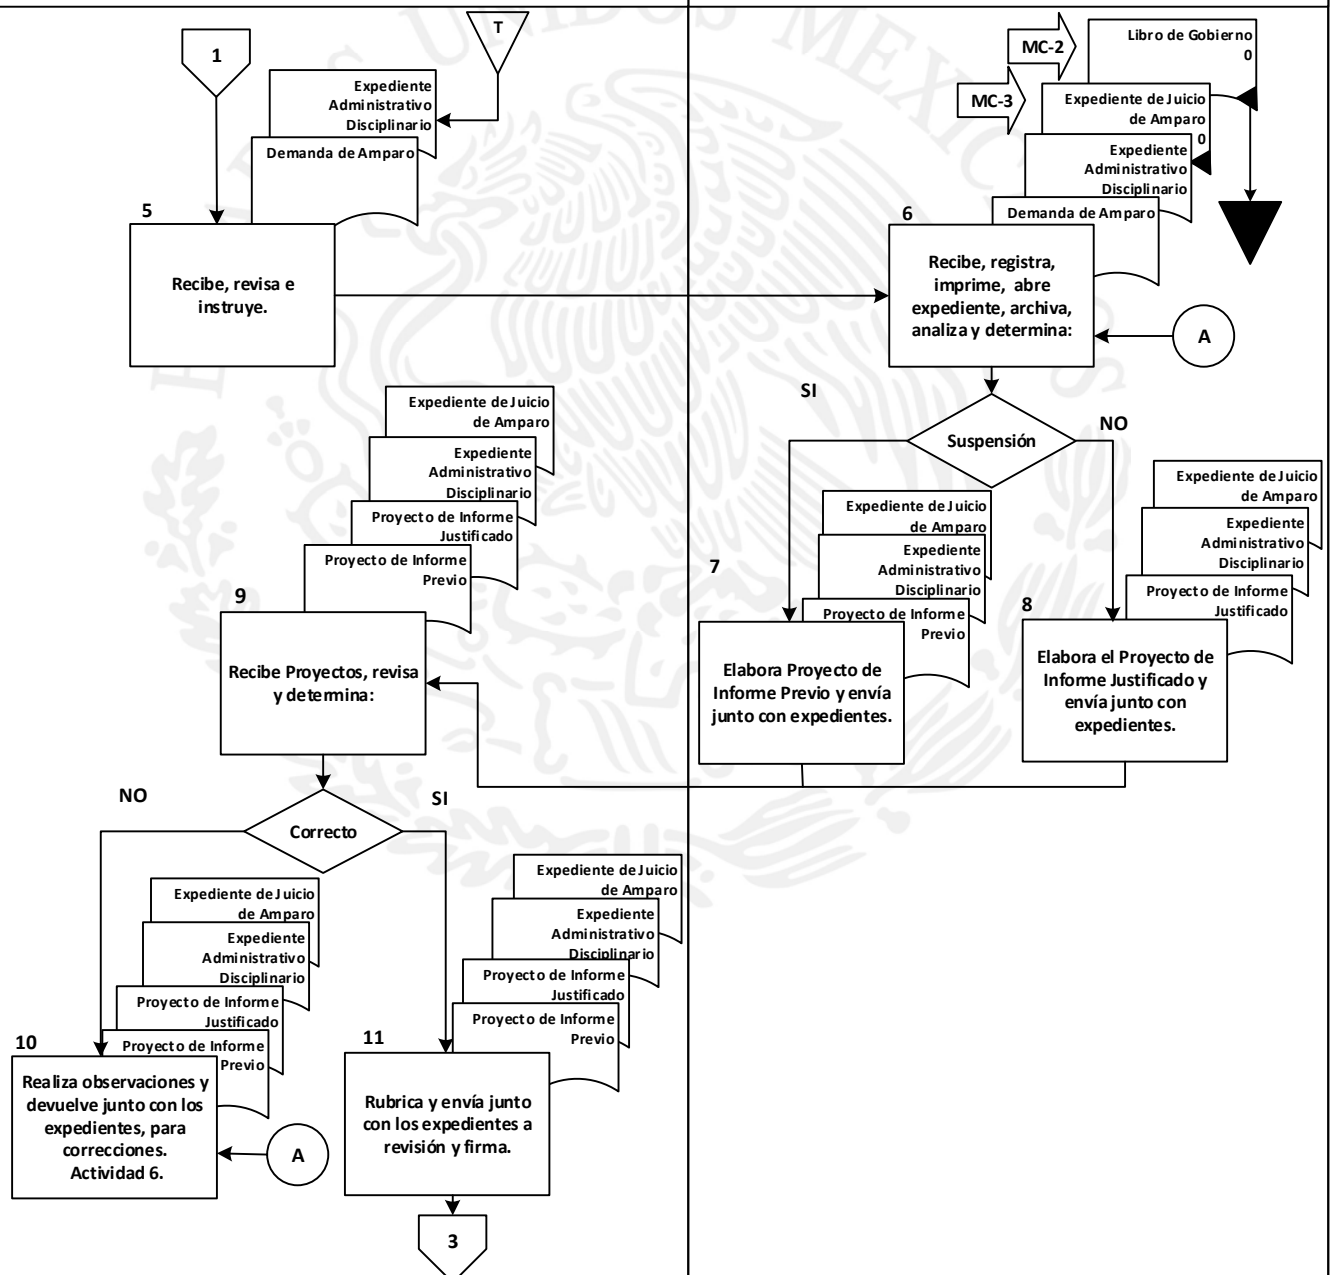 1
T
Expediente
Administrativo
Disciplinario
Demanda de Amparo
5
Recibe, revisa e
instruye.
MC-2
MC-3
Libro de Gobierno
0
Expediente de Juicio
de Amparo
0
Expediente
Administrativo
Disciplinario
Demanda de Amparo
6
Recibe, registra,
imprime, abre
expediente, archiva,
analiza y determina:
A
SI
Suspensión
NO
Expediente de Juicio
de Amparo
Expediente
Administrativo
Disciplinario
Proyecto de Informe
Previo
7
Elabora Proyecto de
Informe Previo y envía
junto con expedientes.
Expediente de Juicio
de Amparo
Expediente
Administrativo
Disciplinario
Proyecto de Informe
Justificado
8
Elabora el Proyecto de
Informe Justificado y
envía junto con
expedientes.
Expediente de Juicio
de Amparo
Expediente
Administrativo
Disciplinario
Proyecto de Informe
Justificado
Proyecto de Informe
Previo
9
Recibe Proyectos, revisa
y determina:
NO
Correcto
SI
Expediente de Juicio
de Amparo
Expediente
Administrativo
Disciplinario
Proyecto de Informe
Justificado
Proyecto de Informe
Previo
10
Realiza observaciones y
devuelve junto con los
expedientes, para
correcciones.
Actividad 6.
A
Expediente de Juicio
de Amparo
Expediente
Administrativo
Disciplinario
Proyecto de Informe
Justificado
Proyecto de Informe
Previo
11
Rubrica y envía junto
con los expedientes a
revisión y firma.
3
UNIDOS MEXICANOS